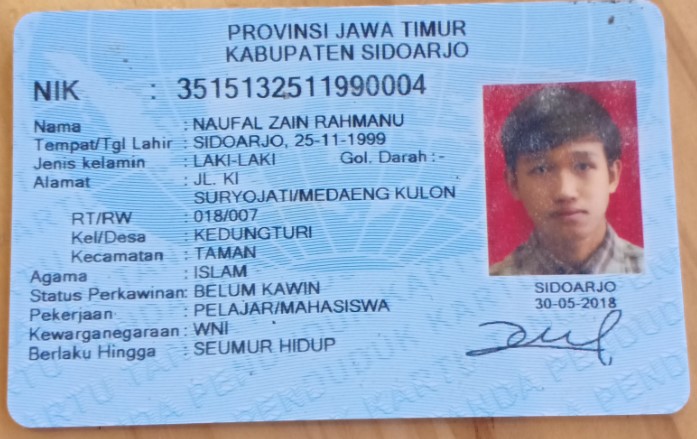 PROVINSI JAWA TIMUR
KABUPATEN SIDOARJO
NIK : 3515132511990004
Nama : NAUFAL ZAIN RAHMANU
Tempat/Tgl Lahir : SIDOARJO, 25-11-1999
Jenis kelamin : LAKI-LAKI Gol. Darah : -
Alamat : JL. KI
SURYOJATI/MEDAENG KULON
RT/RW : 018/007
Kel/Desa : KEDUNGTURI
Kecamatan : TAMAN
Agama : ISLAM
Status Perkawinan: BELUM KAWIN
Pekerjaan : PELAJAR/MAHASISWA
Kewarganegaraan : WNI
Berlaku Hingga : SEUMUR HIDUP
SIDOARJO
30-05-2018